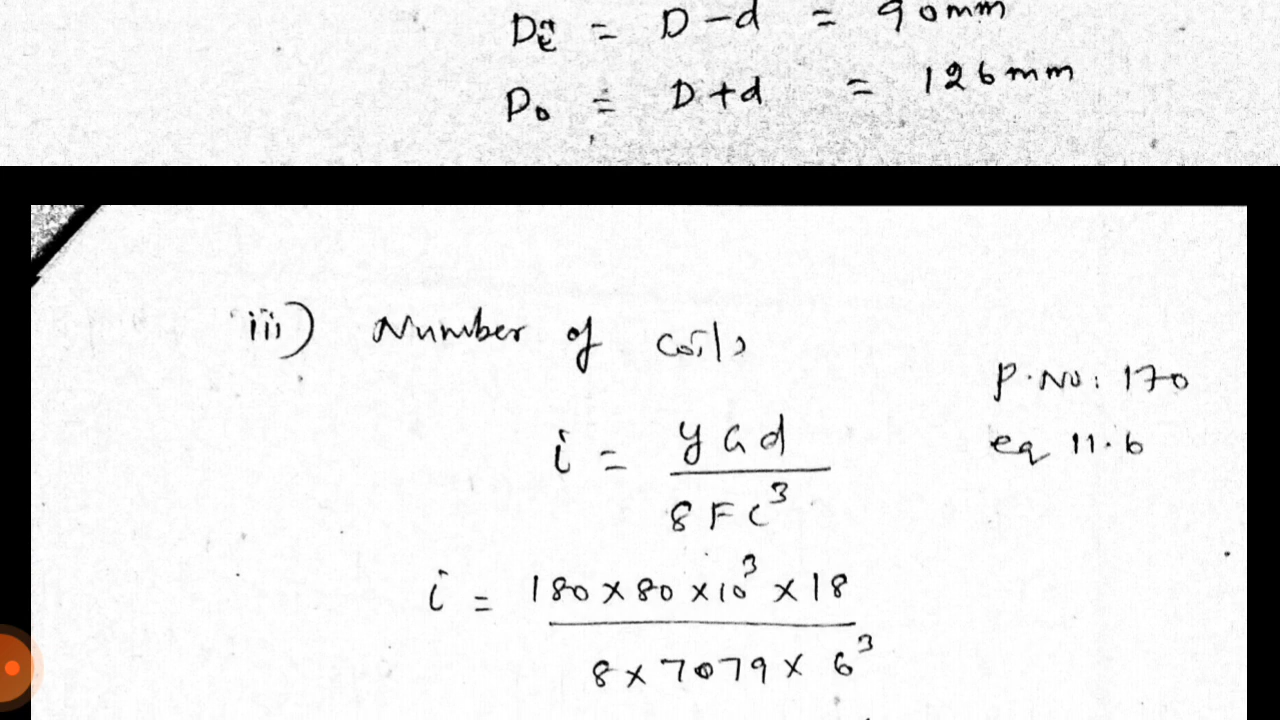 Di = D - d = 90mm
Do = D + d = 126mm
iii) Number of coils
P.No: 170
i = yGd / 8FC³
eq 11.6
i = 180 × 80 × 10³ × 18 / 8 × 7079 × 6³